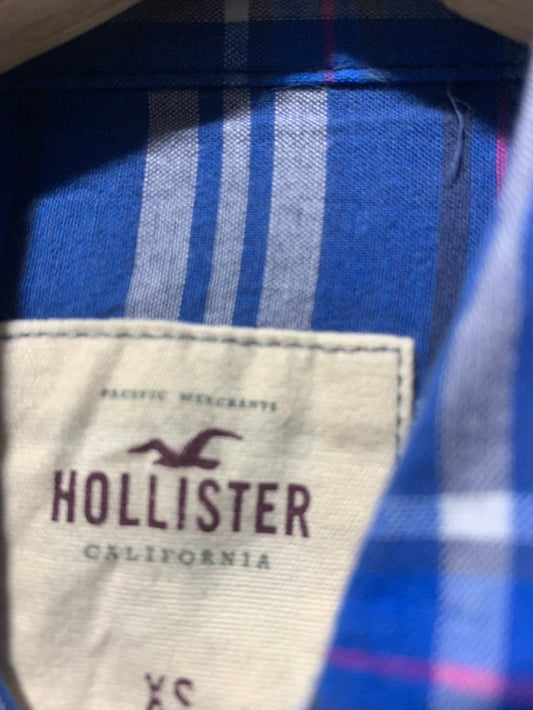 PACIFIC MERCHANTS
HOLLISTER
CALIFORNIA
XS